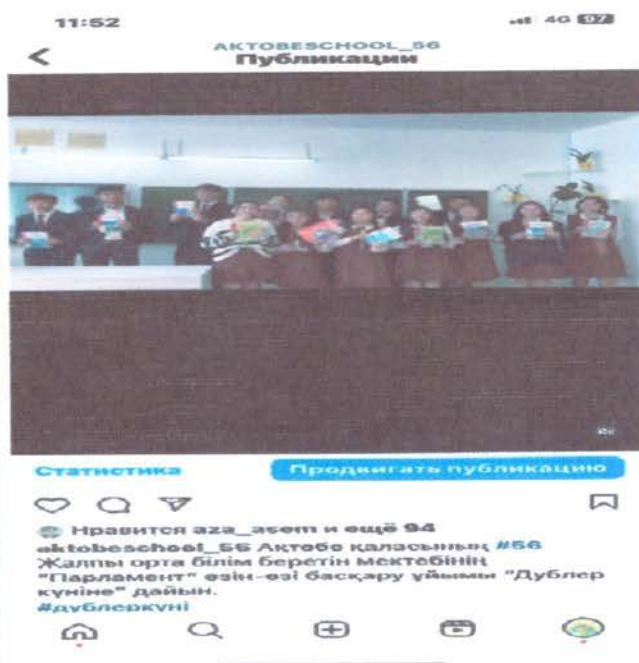 11:52
4G 97
AKTOBESCHOOL_56
Публикации
Статистика
Продвигать публикацию
Нравится aza_asem и ещё 94
aktobeschool_56 Ақтөбе қаласының #56
Жалпы орта білім беретін мектебінің
“Парламент” өзін-өзі басқару ұйымы “Дублер
күніне” дайын.
#дублеркүні